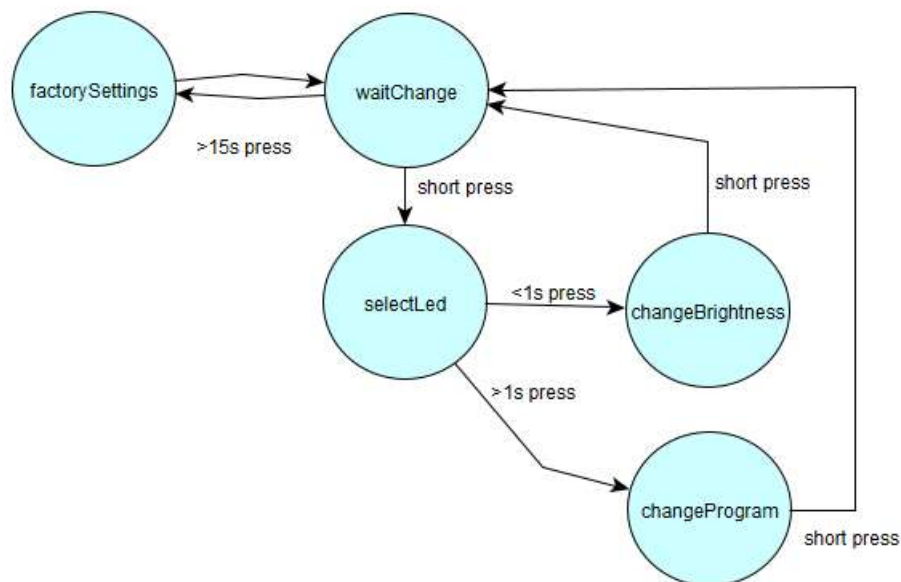 factorySettings
waitChange
>15s press
short press
short press
selectLed
<1s press
changeBrightness
>1s press
changeProgram
short press